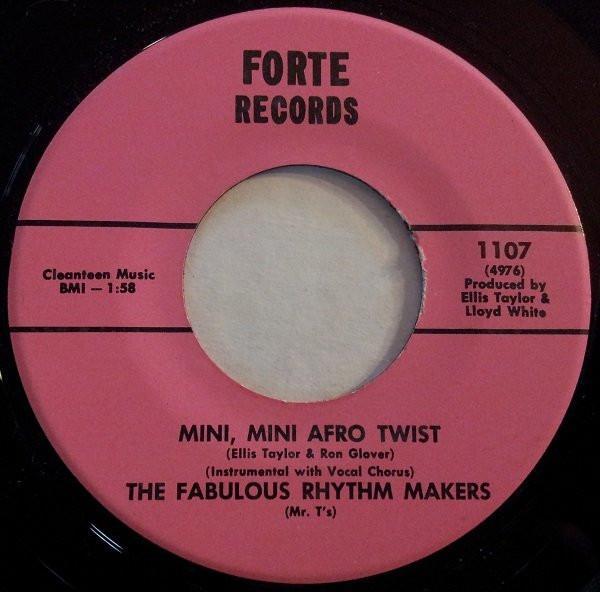 FORTE
RECORDS
Cleanteen Music
BMI — 1:58
1107
(4976)
Produced by
Ellis Taylor &
Lloyd White
MINI, MINI AFRO TWIST
(Ellis Taylor & Ron Glover)
(Instrumental with Vocal Chorus)
THE FABULOUS RHYTHM MAKERS
(Mr. T's)